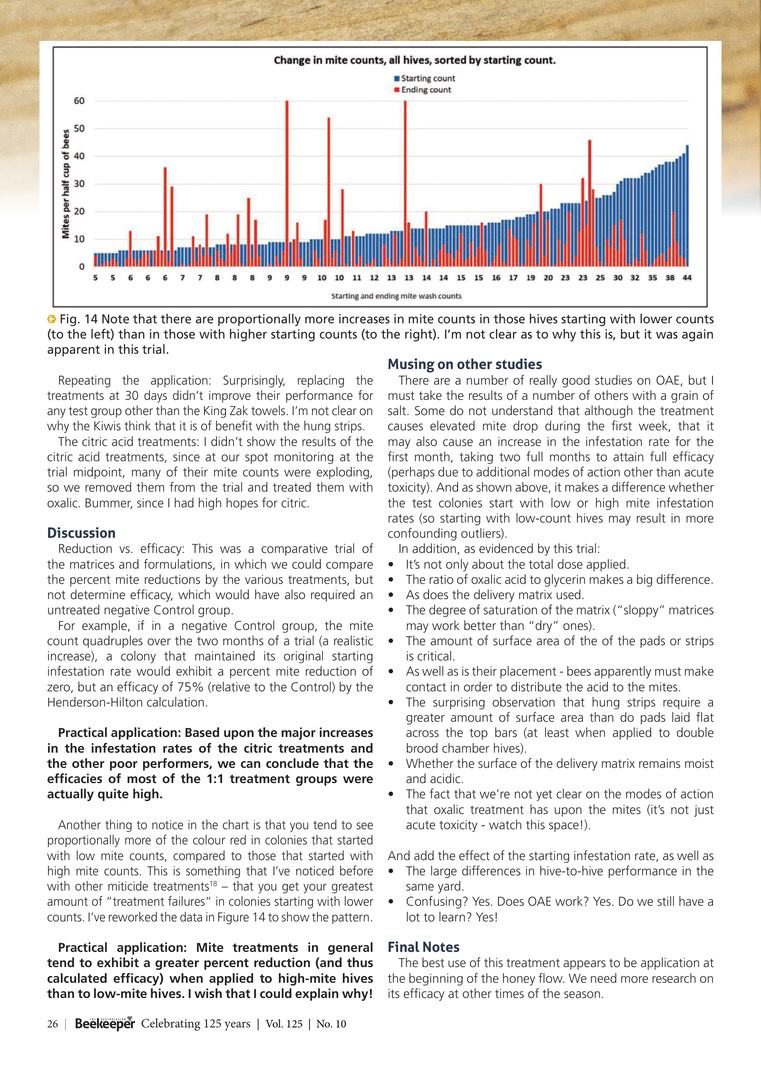 Change in mite counts, all hives, sorted by starting count.
Starting count
Ending count
Mites per half cup of bees
60
50
40
30
20
10
0
5 5 6 6 6 7 7 8 8 8 9 9 10 10 11 12 13 13 14 14 15 15 16 17 18 19 20 23 23 26 30 32 35 38 44
Starting and ending mite wash counts
Fig. 14 Note that there are proportionally more increases in mite counts in those hives starting with lower counts
(to the left) than in those with higher starting counts (to the right). I'm not clear as to why this is, but it was again
apparent in this trial.
Repeating the application: Surprisingly, replacing the
treatments at 30 days didn't improve their performance for
any test group other than the King Zak towels. I'm not clear on
why the Kiwis think that it is of benefit with the hung strips.
The citric acid treatments: I didn't show the results of the
citric acid treatments, since at our spot monitoring at the
trial midpoint, many of their mite counts were exploding,
so we removed them from the trial and treated them with
oxalic. Bummer, since I had high hopes for citric.
Discussion
Reduction vs. efficacy: This was a comparative trial of
the matrices and formulations, in which we could compare
the percent mite reductions by the various treatments, but
not determine efficacy, which would have also required an
untreated negative Control group.
For example, if in a negative Control group, the mite
count quadruples over the two months of a trial (a realistic
increase), a colony that maintained its original starting
infestation rate would exhibit a percent mite reduction of
zero, but an efficacy of 75% (relative to the Control) by the
Henderson-Hilton calculation.
Practical application: Based upon the major increases
in the infestation rates of the citric treatments and
the other poor performers, we can conclude that the
efficacies of most of the 1:1 treatment groups were
actually quite high.
Another thing to notice in the chart is that you tend to see
proportionally more of the colour red in colonies that started
with low mite counts, compared to those that started with
high mite counts. This is something that I've noticed before
with other miticide treatments18 – that you get your greatest
amount of "treatment failures" in colonies starting with lower
counts. I've reworked the data in Figure 14 to show the pattern.
Practical application: Mite treatments in general
tend to exhibit a greater percent reduction (and thus
calculated efficacy) when applied to high-mite hives
than to low-mite hives. I wish that I could explain why!
Musing on other studies
There are a number of really good studies on OAE, but I
must take the results of a number of others with a grain of
salt. Some do not understand that although the treatment
causes elevated mite drop during the first week, that it
may also cause an increase in the infestation rate for the
first month, taking two full months to attain full efficacy
(perhaps due to additional modes of action other than acute
toxicity). And as shown above, it makes a difference whether
the test colonies start with low or high mite infestation
rates (so starting with low-count hives may result in more
confounding outliers).
In addition, as evidenced by this trial:
• It's not only about the total dose applied.
• The ratio of oxalic acid to glycerin makes a big difference.
• As does the delivery matrix used.
• The degree of saturation of the matrix ("sloppy" matrices
may work better than "dry" ones).
• The amount of surface area of the of the pads or strips
is critical.
• As well as is their placement - bees apparently must make
contact in order to distribute the acid to the mites.
• The surprising observation that hung strips require a
greater amount of surface area than do pads laid flat
across the top bars (at least when applied to double
brood chamber hives).
• Whether the surface of the delivery matrix remains moist
and acidic.
• The fact that we're not yet clear on the modes of action
that oxalic treatment has upon the mites (it's not just
acute toxicity - watch this space!).
And add the effect of the starting infestation rate, as well as
• The large differences in hive-to-hive performance in the
same yard.
• Confusing? Yes. Does OAE work? Yes. Do we still have a
lot to learn? Yes!
Final Notes
The best use of this treatment appears to be application at
the beginning of the honey flow. We need more research on
its efficacy at other times of the season.
26 | Beekeeper Celebrating 125 years | Vol. 125 | No. 10